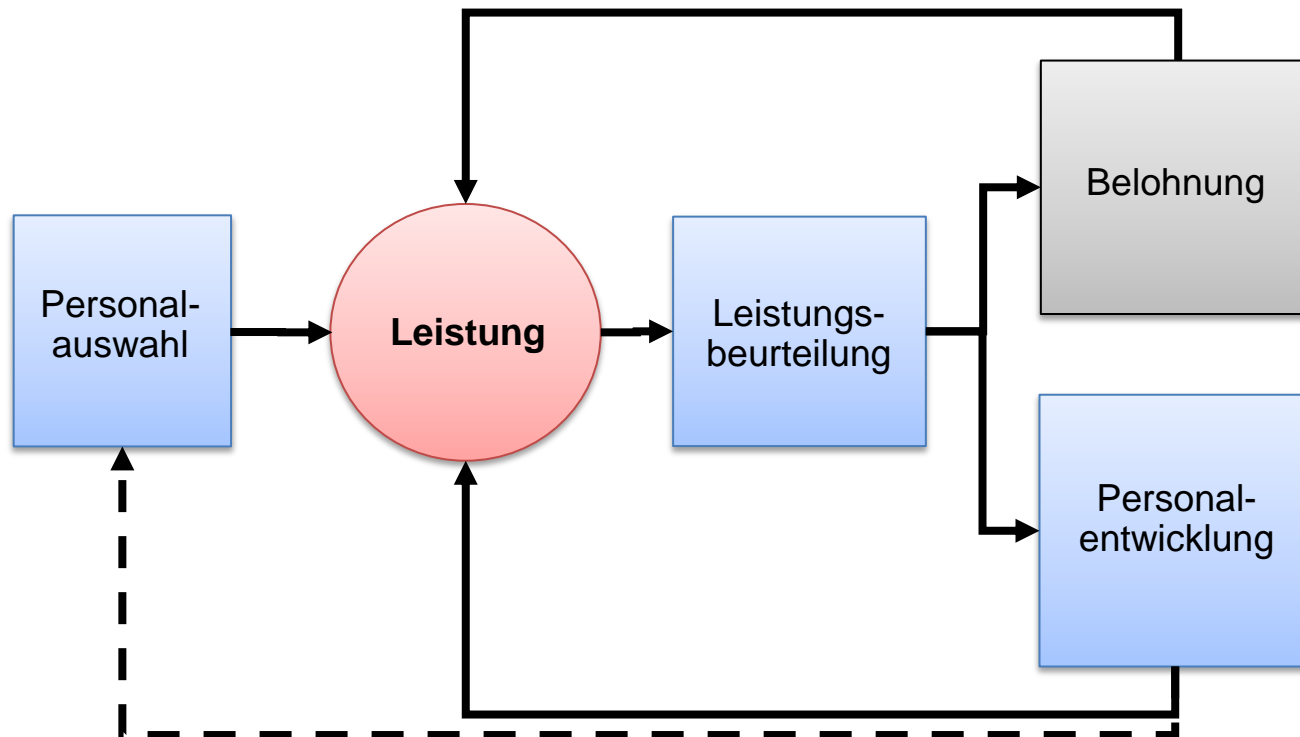 Belohnung
Personal-
auswahl
Leistung
Leistungs-
beurteilung
Personal-
entwicklung